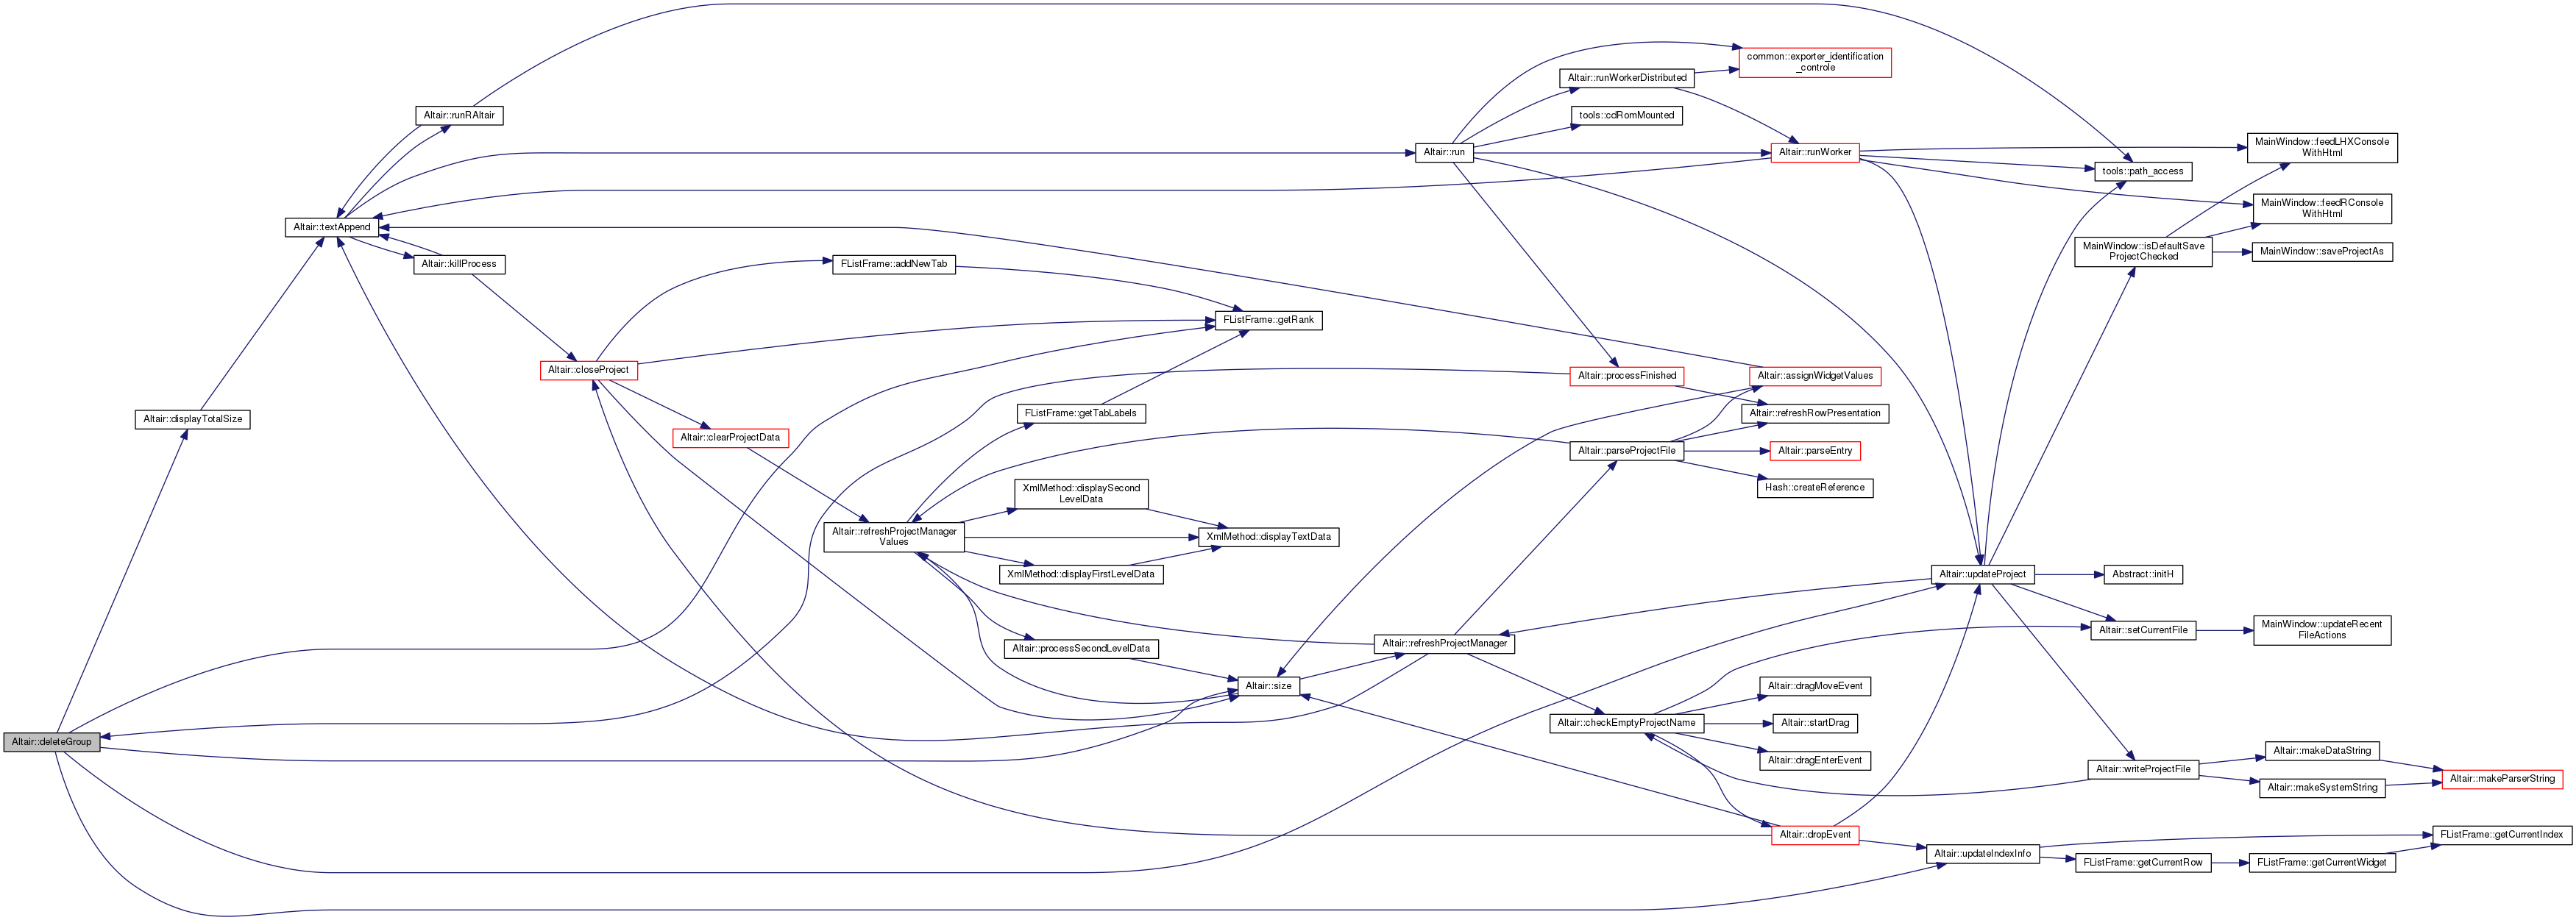 Altair::deleteGroup
Altair::displayTotalSize
Altair::textAppend
Altair::runRAltair
Altair::killProcess
Altair::closeProject
Altair::clearProjectData
FListFrame::addNewTab
Altair::refreshProjectManager
Values
FListFrame::getTabLabels
XmlMethod::displaySecond
LevelData
XmlMethod::displayFirstLevelData
Altair::processSecondLevelData
FListFrame::getRank
XmlMethod::displayTextData
Altair::size
Altair::run
Altair::refreshProjectManager
common::exporter_identification
_controle
Altair::runWorkerDistributed
tools::cdRomMounted
Altair::runWorker
Altair::processFinished
Altair::assignWidgetValues
Altair::refreshRowPresentation
Altair::parseProjectFile
Altair::parseEntry
Hash::createReference
Altair::checkEmptyProjectName
Altair::dragMoveEvent
Altair::startDrag
Altair::dragEnterEvent
Altair::dropEvent
Altair::updateProject
Altair::updateIndexInfo
tools::path_access
MainWindow::isDefaultSave
ProjectChecked
Abstract::initH
Altair::setCurrentFile
Altair::writeProjectFile
FListFrame::getCurrentRow
MainWindow::feedLHXConsole
WithHtml
MainWindow::feedRConsole
WithHtml
MainWindow::saveProjectAs
MainWindow::updateRecent
FileActions
Altair::makeDataString
Altair::makeSystemString
Altair::makeParserString
FListFrame::getCurrentWidget
FListFrame::getCurrentIndex